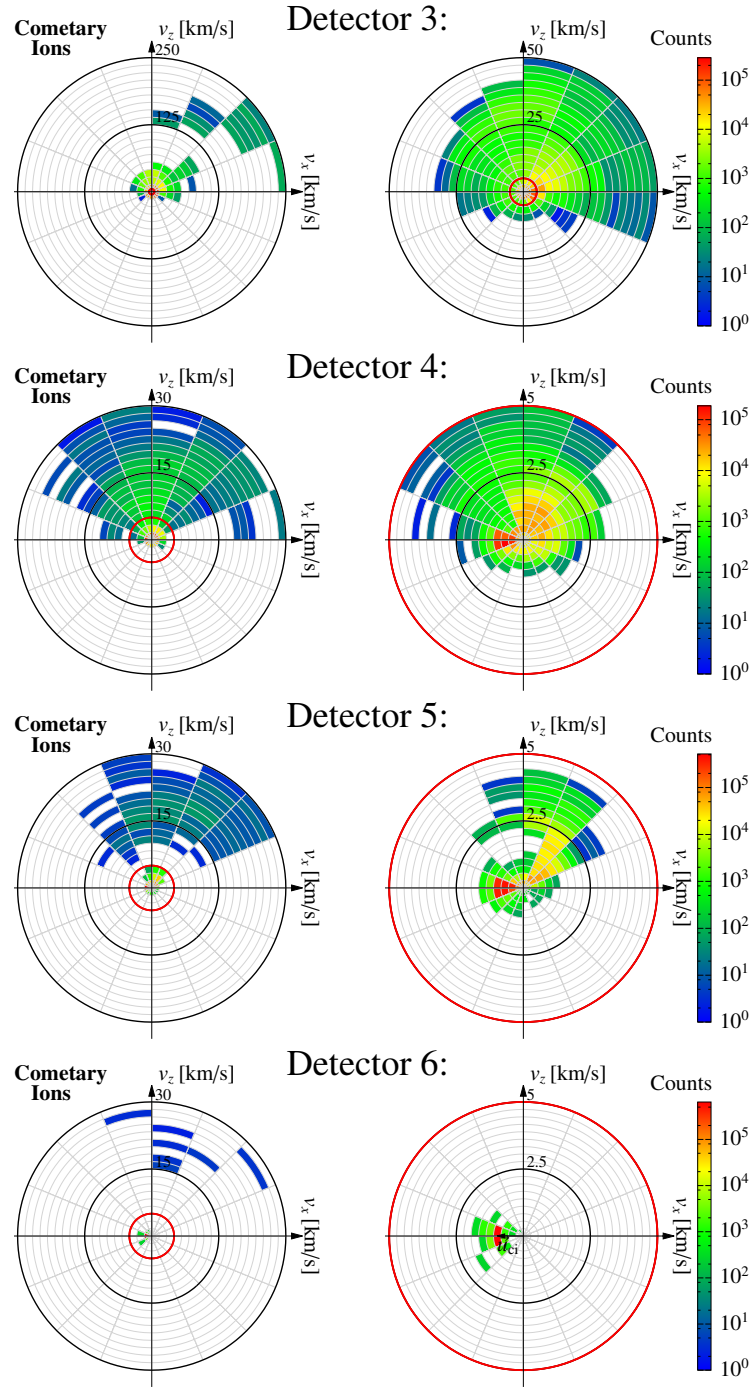 Detector 3:
Cometary
Ions
v_z [km/s]
250
125
v_x [km/s]
v_z [km/s]
50
25
v_x [km/s]
Counts
10^5
10^4
10^3
10^2
10^1
10^0
Detector 4:
Cometary
Ions
v_z [km/s]
30
15
v_x [km/s]
v_z [km/s]
5
2.5
v_x [km/s]
Counts
10^5
10^4
10^3
10^2
10^1
10^0
Detector 5:
Cometary
Ions
v_z [km/s]
30
15
v_x [km/s]
v_z [km/s]
5
2.5
v_x [km/s]
Counts
10^5
10^4
10^3
10^2
10^1
10^0
Detector 6:
Cometary
Ions
v_z [km/s]
30
15
v_x [km/s]
v_z [km/s]
5
2.5
u_ci
v_x [km/s]
Counts
10^5
10^4
10^3
10^2
10^1
10^0